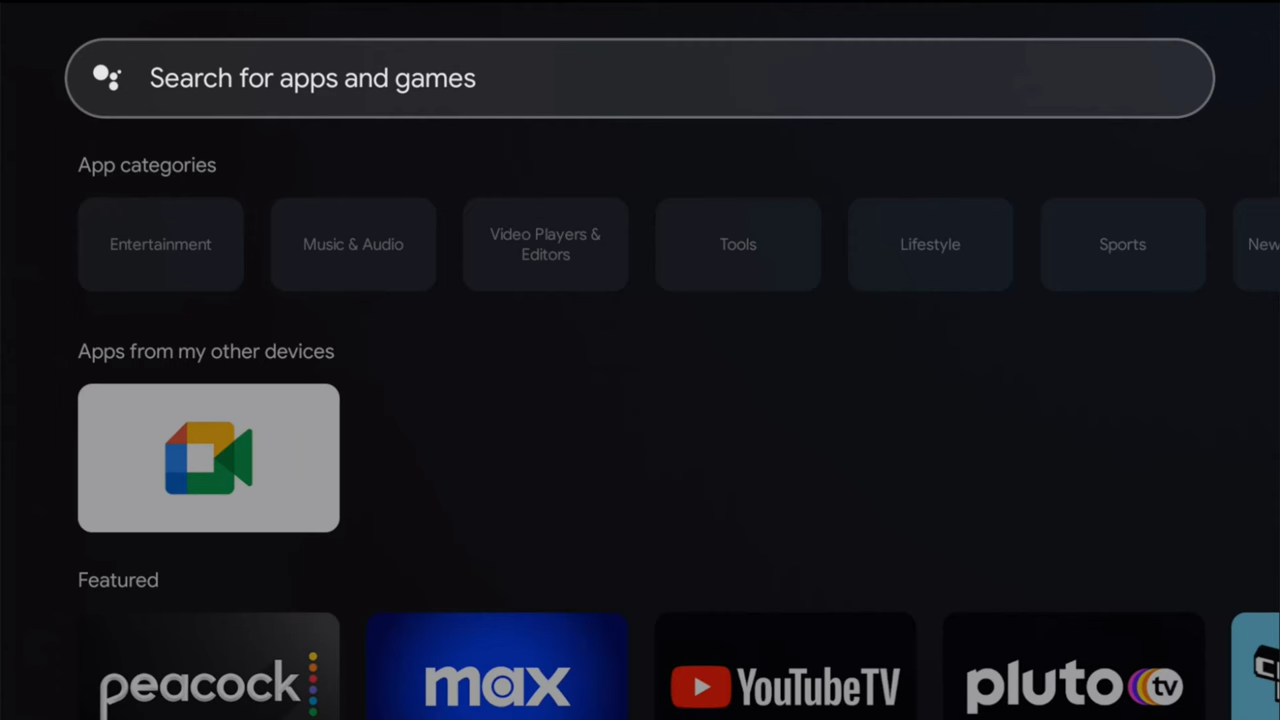 Search for apps and games
App categories
Entertainment
Music & Audio
Video Players &
Editors
Tools
Lifestyle
Sports
Apps from my other devices
Featured
peacock
max
YouTubeTV
pluto tv